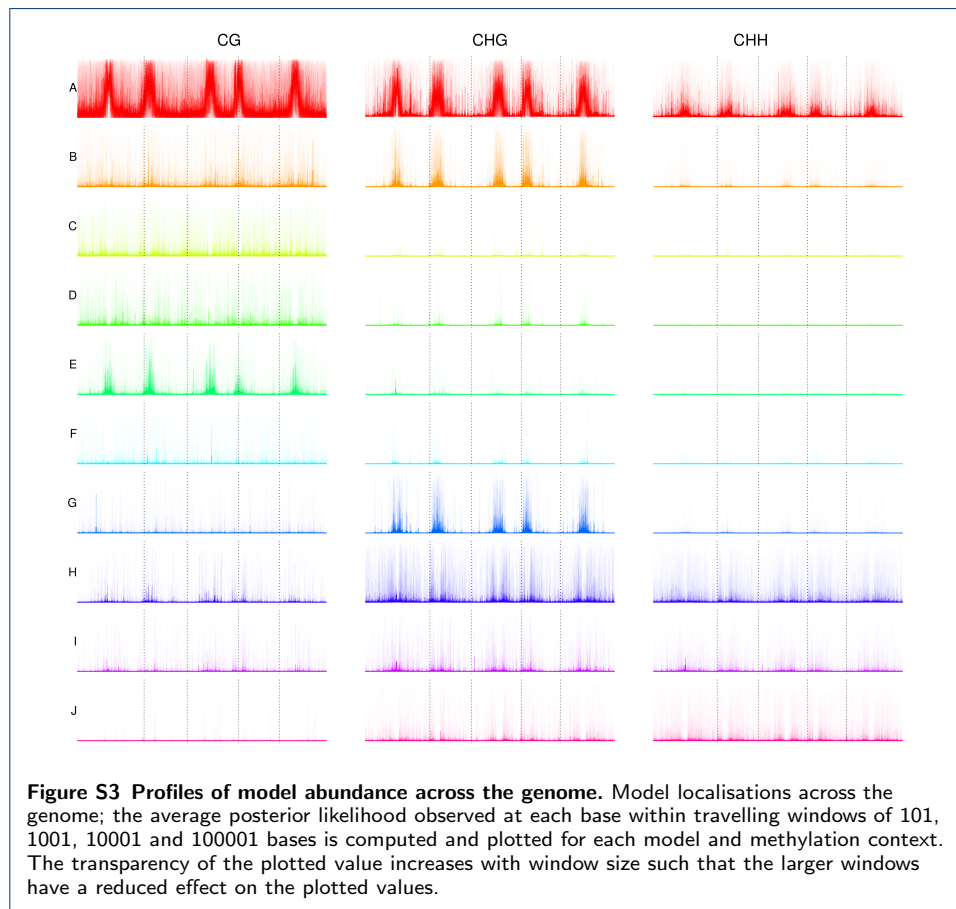 CG CHG CHH
A
B
C
D
E
F
G
H
I
J
Figure S3 Profiles of model abundance across the genome. Model localisations across the
genome; the average posterior likelihood observed at each base within travelling windows of 101,
1001, 10001 and 100001 bases is computed and plotted for each model and methylation context.
The transparency of the plotted value increases with window size such that the larger windows
have a reduced effect on the plotted values.